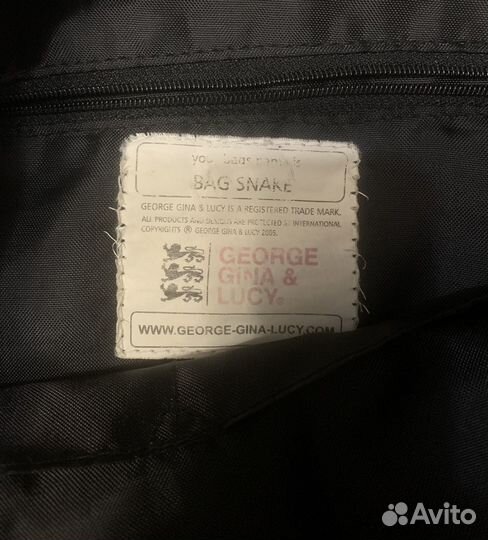 your bags name is
BAG SNAKE
GEORGE GINA & LUCY IS A REGISTERED TRADE MARK.
ALL PRODUCTS AND DESIGNS ARE PROTECTED BY INTERNATIONAL
COPYRIGHTS ® GEORGE GINA & LUCY 2005.
GEORGE
GINA &
LUCY®
WWW.GEORGE-GINA-LUCY.COM
Avito